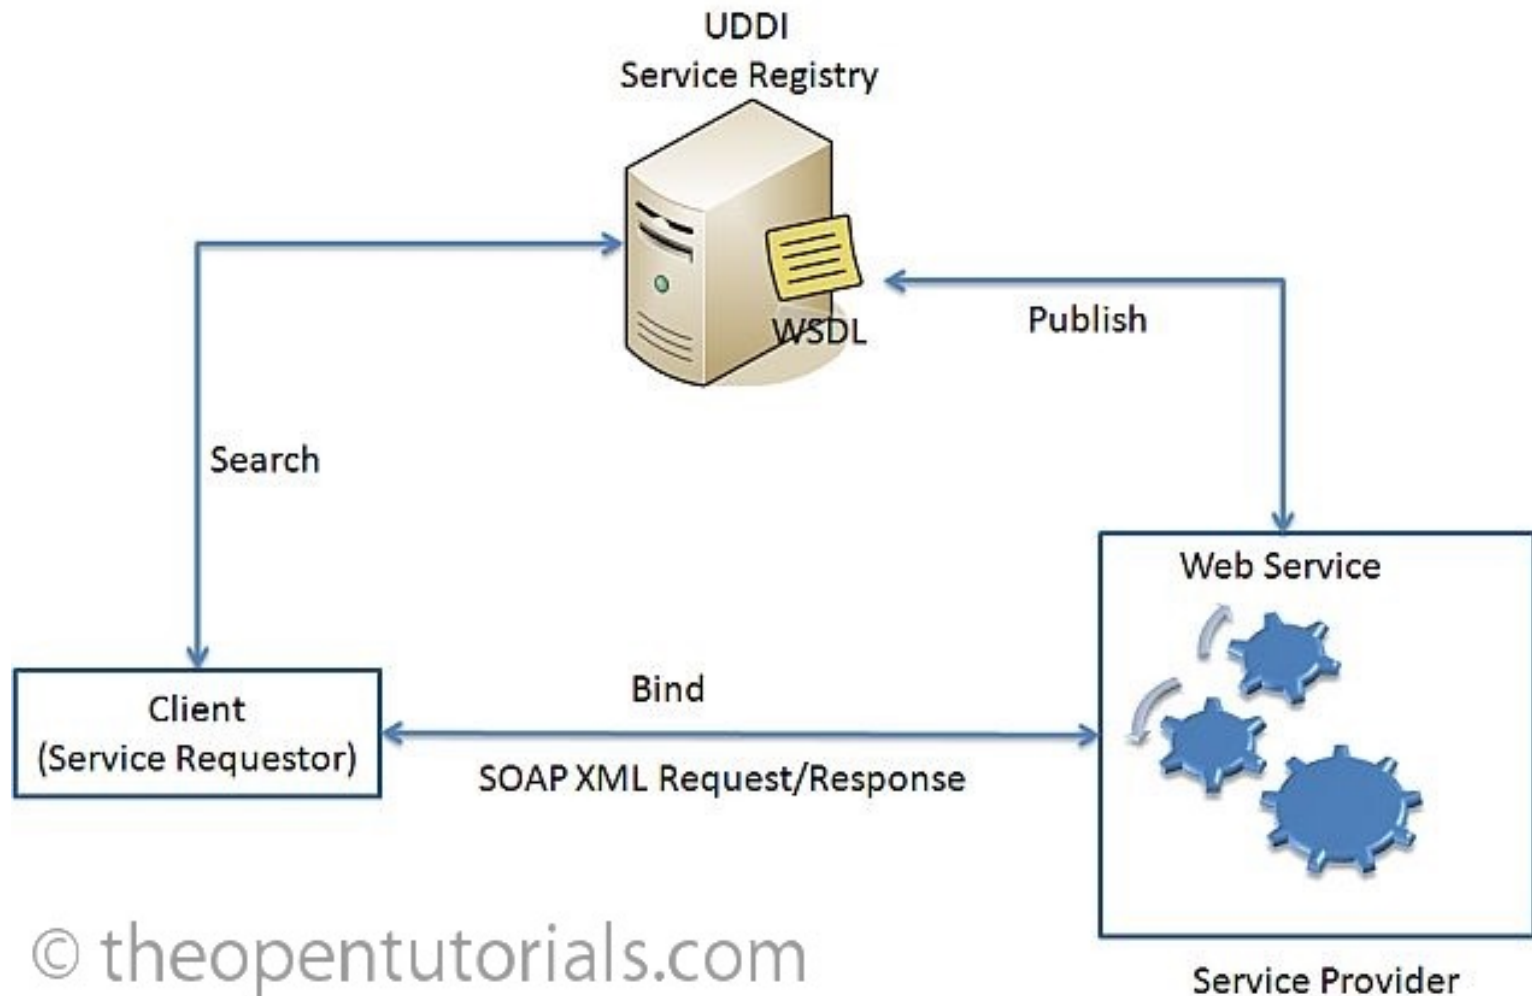 UDDI
Service Registry
WSDL
Publish
Search
Web Service
Client
(Service Requestor)
Bind
SOAP XML Request/Response
© theopentutorials.com
Service Provider